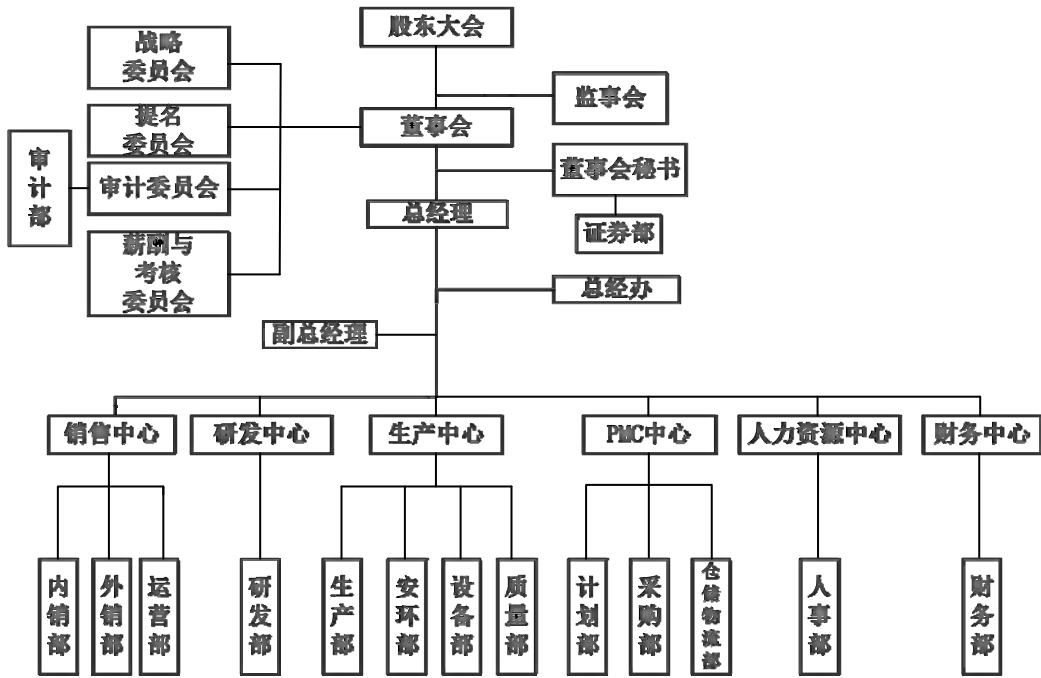 股东大会
战略
委员会
监事会
提名
委员会
董事会
审计部
审计委员会
董事会秘书
总经理
证券部
薪酬与
考核
委员会
总经办
副总经理
销售中心
研发中心
生产中心
PMC中心
人力资源中心
财务中心
内销部
外销部
运营部
研发部
生产部
安环部
设备部
质量部
计划部
采购部
仓储物流部
人事部
财务部